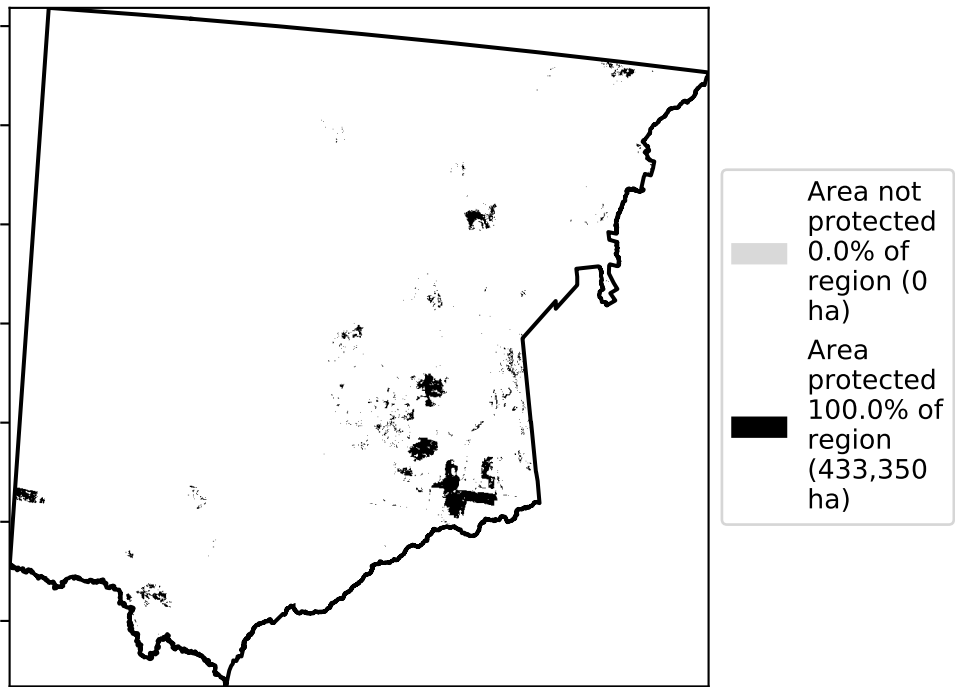 Area not
protected
0.0% of
region (0
ha)
Area
protected
100.0% of
region
(433,350
ha)